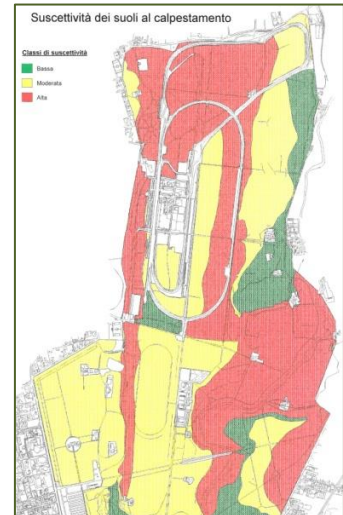 Suscettività dei suoli al calpestamento
Classi di suscettività
Bassa
Moderata
Alta